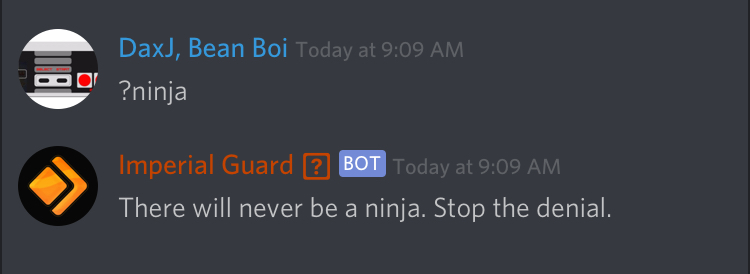 DaxJ, Bean Boi Today at 9:09 AM
?ninja
Imperial Guard ? BOT Today at 9:09 AM
There will never be a ninja. Stop the denial.